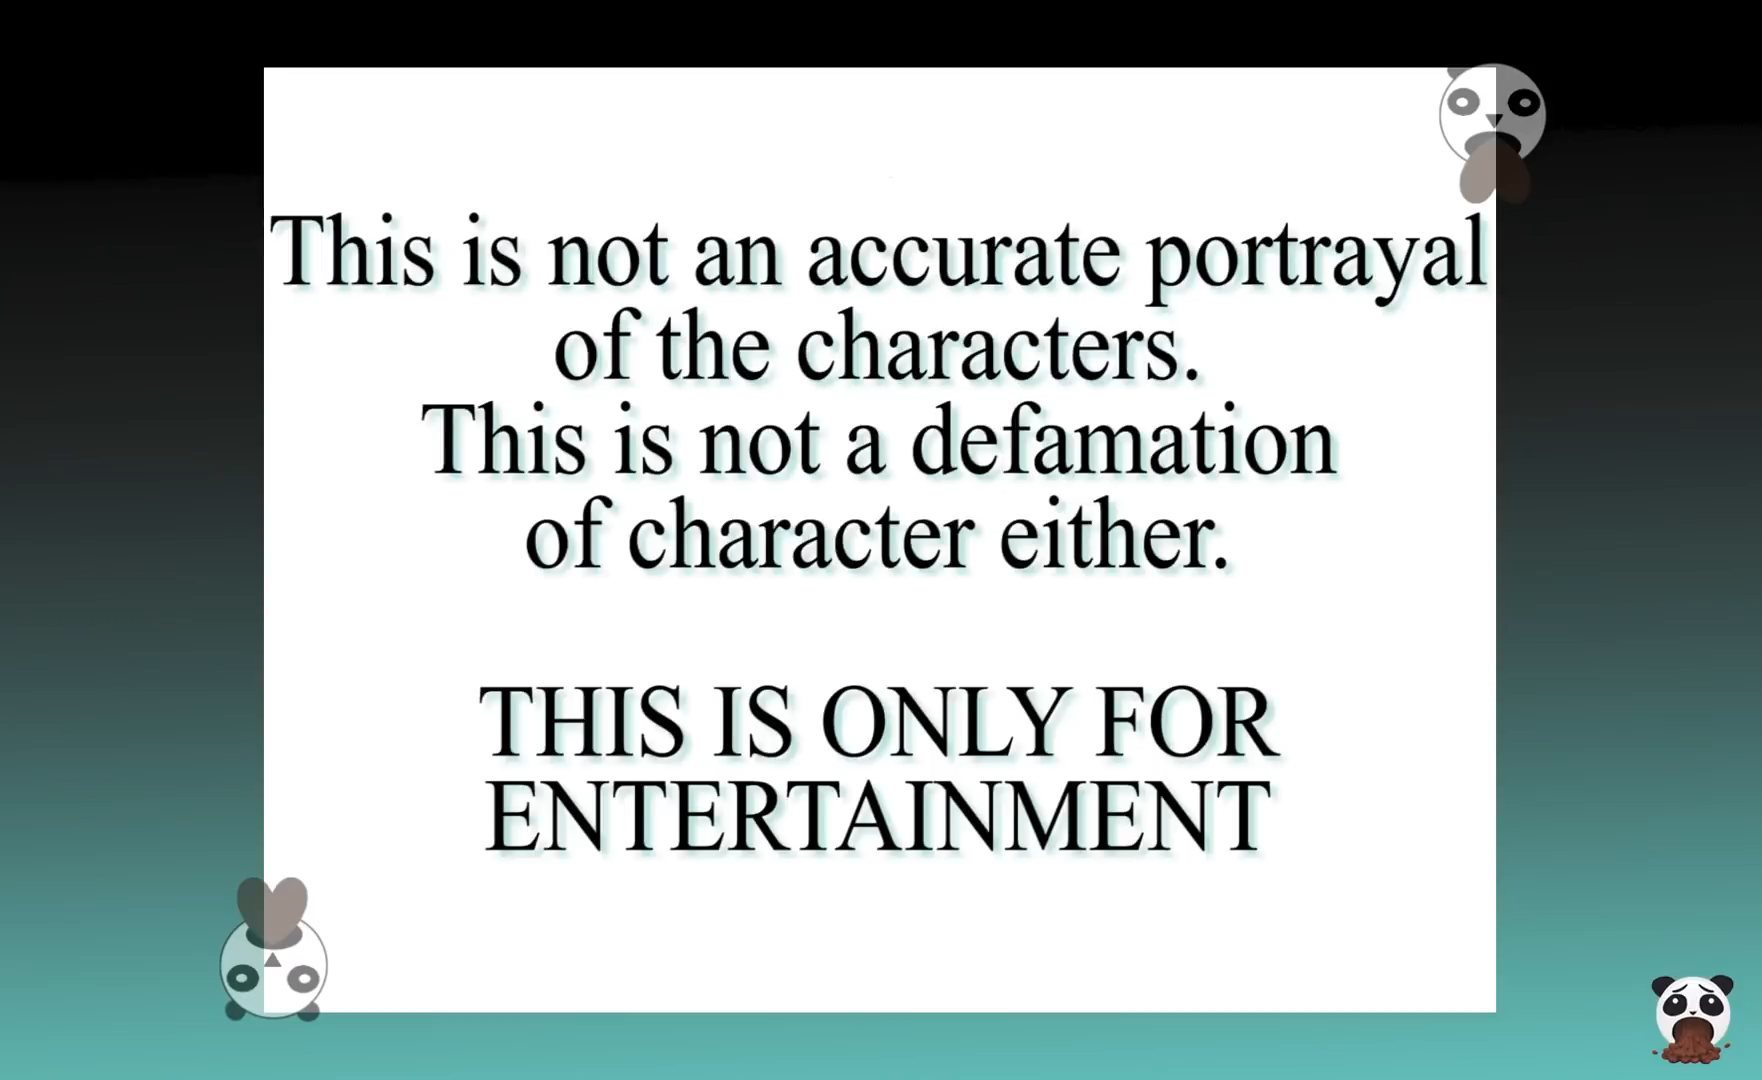 This is not an accurate portrayal
of the characters.
This is not a defamation
of character either.
THIS IS ONLY FOR
ENTERTAINMENT